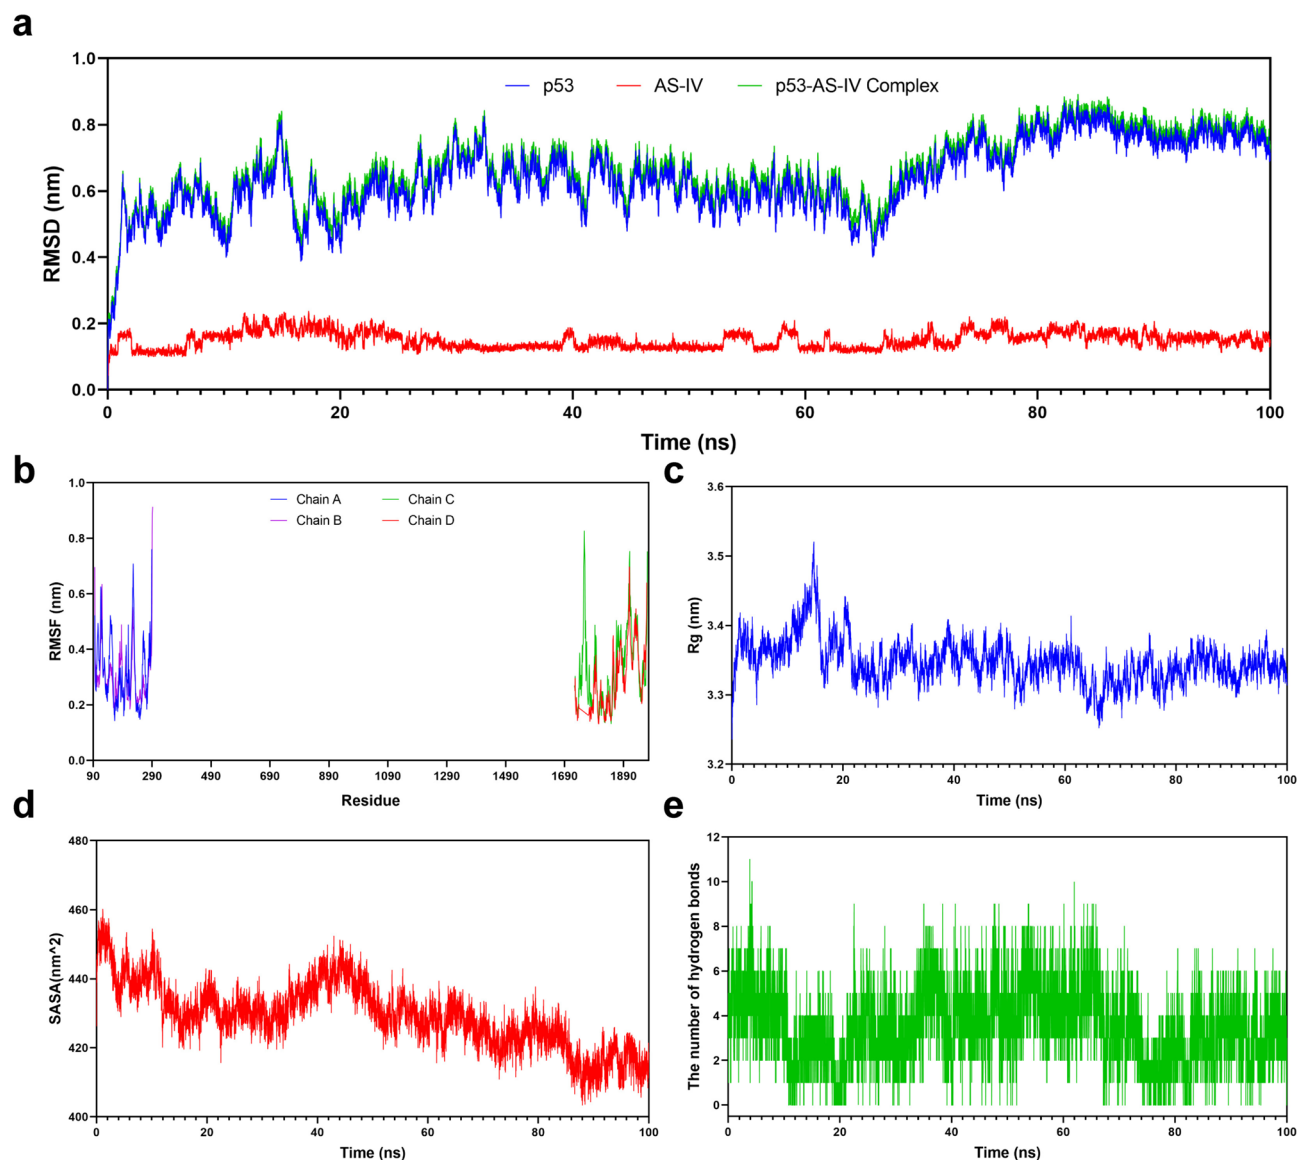 a
1.0
0.8
0.6
0.4
0.2
0.0
RMSD (nm)
p53 AS-IV p53-AS-IV Complex
0 20 40 60 80 100
Time (ns)
b
1.0
0.8
0.6
0.4
0.2
0.0
RMSF (nm)
Chain A Chain C
Chain B Chain D
90 290 490 690 890 1090 1290 1490 1690 1890
Residue
c
3.6
3.5
3.4
3.3
3.2
Rg (nm)
0 20 40 60 80 100
Time (ns)
d
480
460
440
420
400
SASA(nm^2)
0 20 40 60 80 100
Time (ns)
e
12
10
8
6
4
2
0
The number of hydrogen bonds
0 20 40 60 80 100
Time (ns)